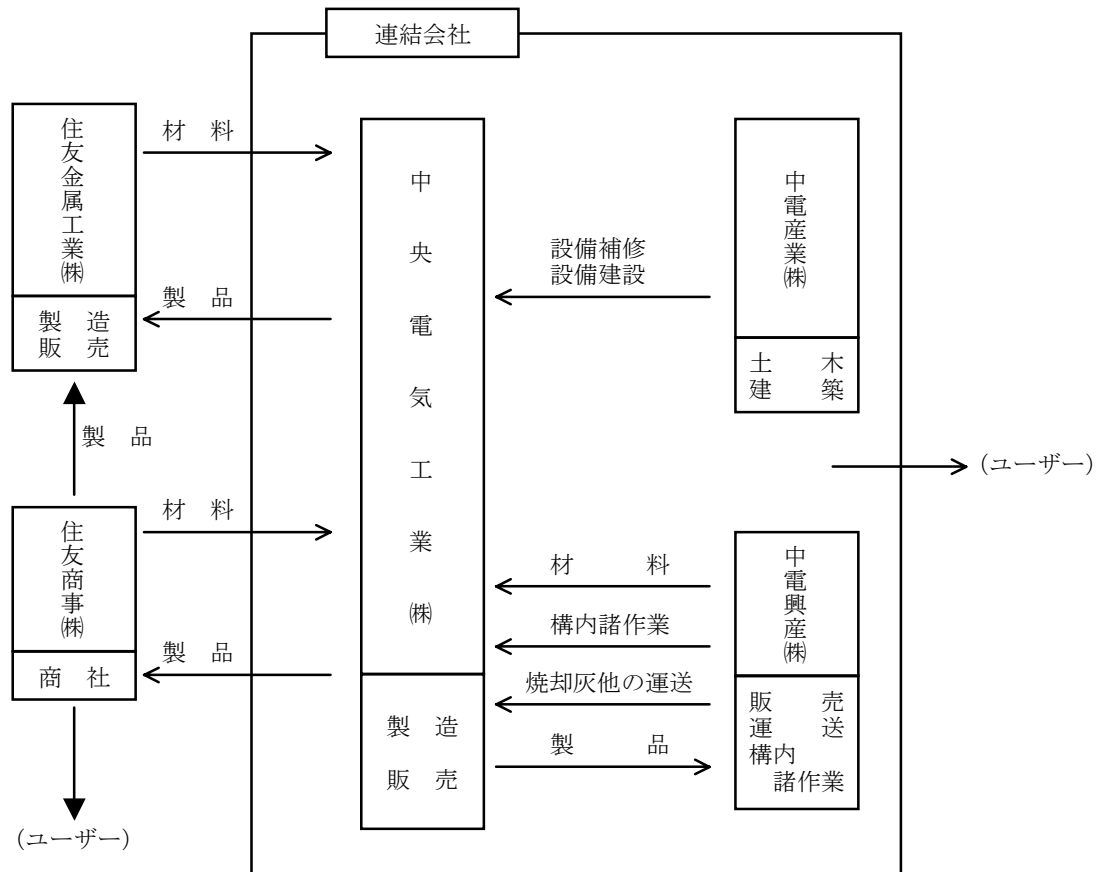 連結会社
住友金属工業㈱
製　造
販　売
材　料
製　品
製　品
住友商事㈱
商　社
材　料
製　品
(ユーザー)
中央電気工業㈱
製　造
販　売
設備補修
設備建設
材　　　料
構内諸作業
焼却灰他の運送
製　　　品
中電産業㈱
土　　木
建　　築
中電興産㈱
販　　売
運　　送
構内
諸作業
(ユーザー)